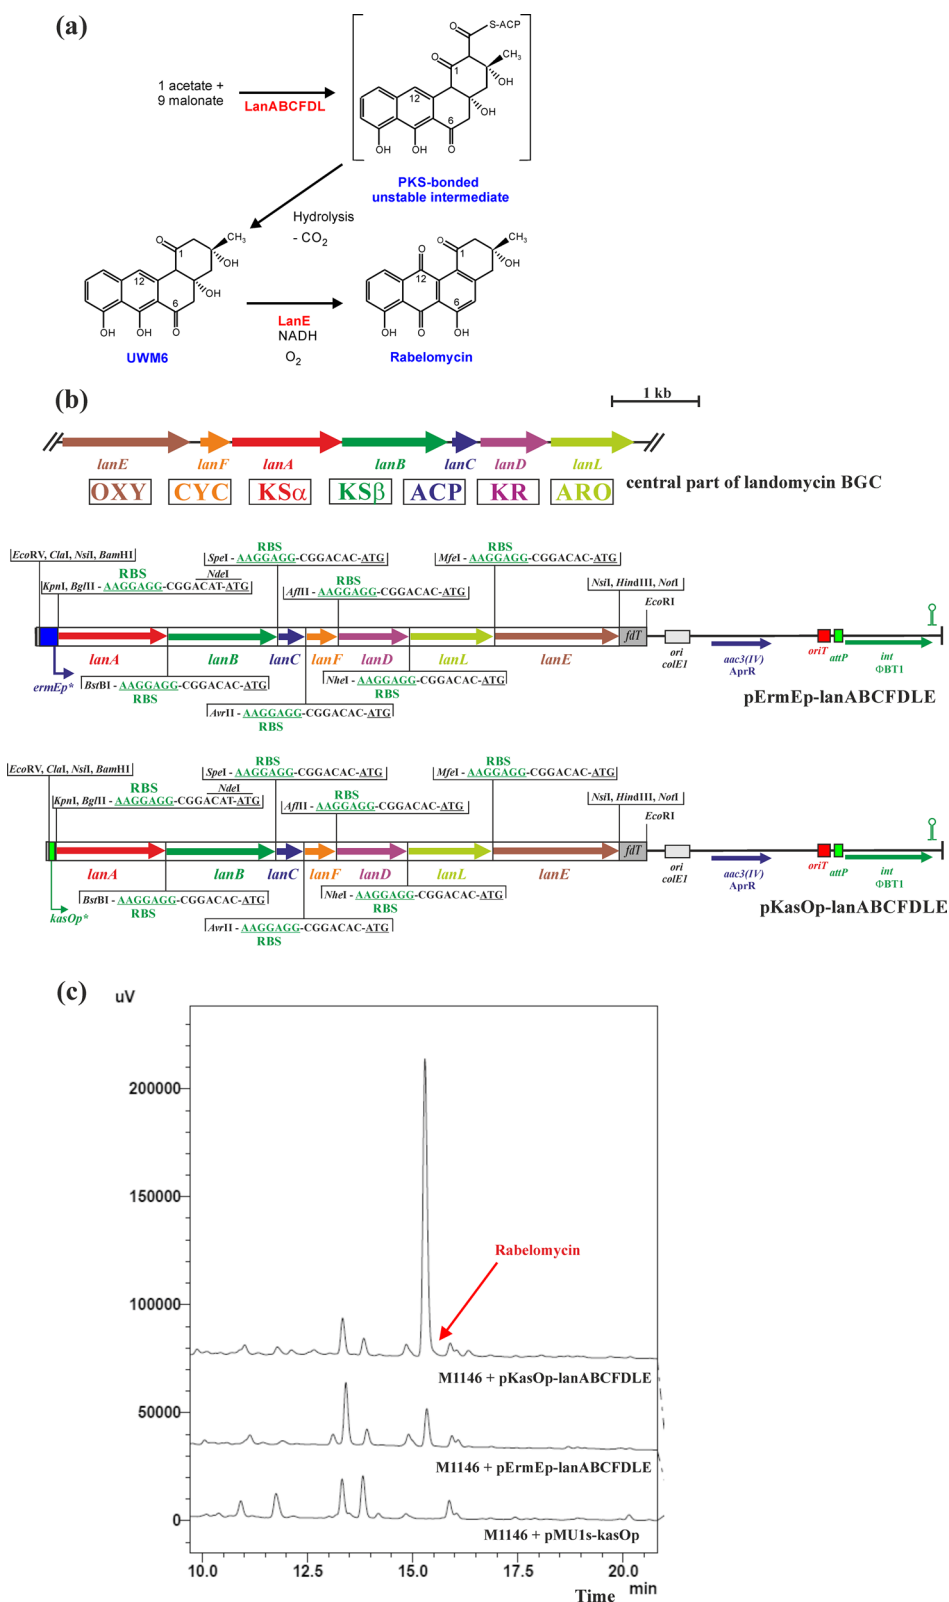 (a)
S-ACP
O
O
CH3
1
OH
1 acetate +
9 malonate
LanABCFDL
12
OH
6
OH
OH
O
PKS-bonded
unstable intermediate
Hydrolysis
- CO2
O
CH3
1
OH
12
OH
6
OH
OH
O
UWM6
LanE
NADH
O2
O
O
CH3
1
OH
12
6
OH
O
OH
Rabelomycin
(b)
1 kb
lanE
lanF
lanA
lanB
lanC
lanD
lanL
OXY
CYC
KSα
KSβ
ACP
KR
ARO
central part of landomycin BGC
EcoRV, ClaI, NsiI, BamHI
RBS
NdeI
KpnI, BglII - AAGGAGG-CGGACAT-ATG
RBS
SpeI - AAGGAGG-CGGACAC-ATG
RBS
AflII - AAGGAGG-CGGACAC-ATG
RBS
MfeI - AAGGAGG-CGGACAC-ATG
NsiI, HindIII, NotI
EcoRI
fdT
lanA
lanB
lanC
lanF
lanD
lanL
lanE
ori
colE1
aac3(IV)
AprR
oriT
attP
int
ΦBT1
ermEp*
BstBI - AAGGAGG-CGGACAC-ATG
RBS
AvrII - AAGGAGG-CGGACAC-ATG
RBS
NheI - AAGGAGG-CGGACAC-ATG
RBS
pErmEp-lanABCFDLE
EcoRV, ClaI, NsiI, BamHI
RBS
NdeI
KpnI, BglII - AAGGAGG-CGGACAT-ATG
RBS
SpeI - AAGGAGG-CGGACAC-ATG
RBS
AflII - AAGGAGG-CGGACAC-ATG
RBS
MfeI - AAGGAGG-CGGACAC-ATG
NsiI, HindIII, NotI
EcoRI
fdT
lanA
lanB
lanC
lanF
lanD
lanL
lanE
ori
colE1
aac3(IV)
AprR
oriT
attP
int
ΦBT1
kasOp*
BstBI - AAGGAGG-CGGACAC-ATG
RBS
AvrII - AAGGAGG-CGGACAC-ATG
RBS
NheI - AAGGAGG-CGGACAC-ATG
RBS
pKasOp-lanABCFDLE
(c)
uV
200000
150000
100000
50000
0
Rabelomycin
M1146 + pKasOp-lanABCFDLE
M1146 + pErmEp-lanABCFDLE
M1146 + pMU1s-kasOp
10.0
12.5
15.0
17.5
20.0
min
Time